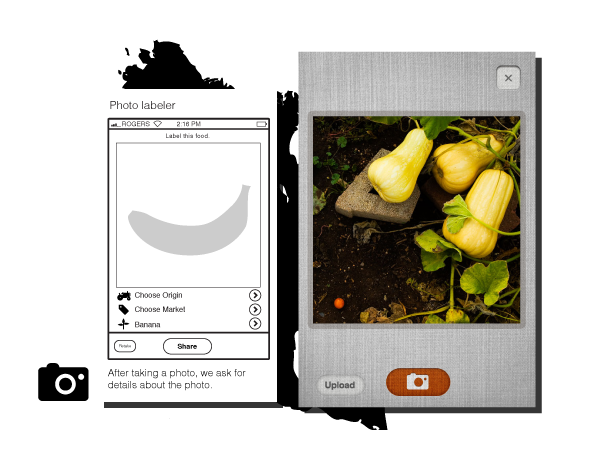 Photo labeler
ROGERS 2:16 PM
Label this food.
Choose Origin
Choose Market
Banana
Share
After taking a photo, we ask for
details about the photo.
Upload